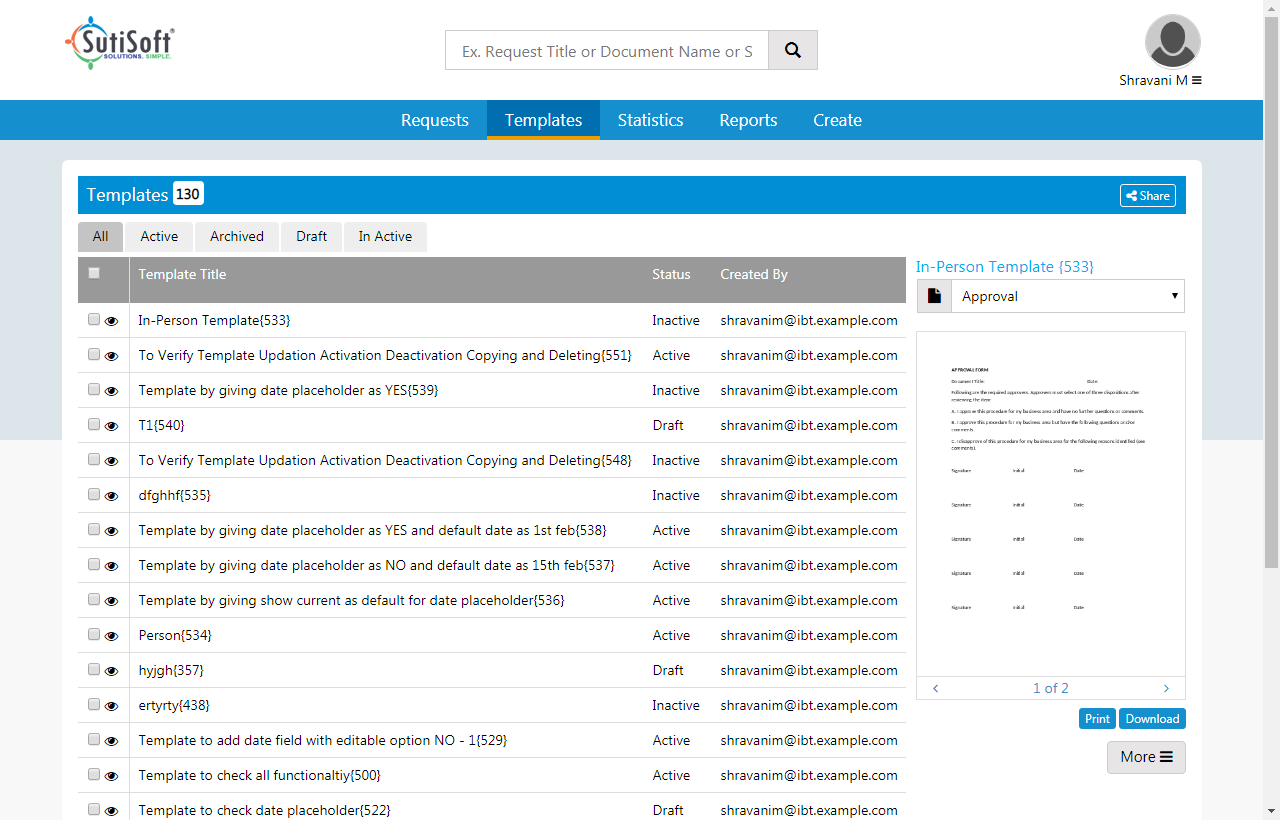 SutiSoft®
SOLUTIONS. SIMPLE.
Ex. Request Title or Document Name or S
Shravani M
Requests Templates Statistics Reports Create
Templates 130 Share
All Active Archived Draft In Active
Template Title Status Created By
In-Person Template{533} Inactive shravanim@ibt.example.com
To Verify Template Updation Activation Deactivation Copying and Deleting{551} Active shravanim@ibt.example.com
Template by giving date placeholder as YES{539} Inactive shravanim@ibt.example.com
T1{540} Draft shravanim@ibt.example.com
To Verify Template Updation Activation Deactivation Copying and Deleting{548} Inactive shravanim@ibt.example.com
dfghhf{535} Inactive shravanim@ibt.example.com
Template by giving date placeholder as YES and default date as 1st feb{538} Active shravanim@ibt.example.com
Template by giving date placeholder as NO and default date as 15th feb{537} Active shravanim@ibt.example.com
Template by giving show current as default for date placeholder{536} Active shravanim@ibt.example.com
Person{534} Active shravanim@ibt.example.com
hyjgh{357} Draft shravanim@ibt.example.com
ertyrty{438} Inactive shravanim@ibt.example.com
Template to add date field with editable option NO - 1{529} Active shravanim@ibt.example.com
Template to check all functionaltiy{500} Active shravanim@ibt.example.com
Template to check date placeholder{522} Draft shravanim@ibt.example.com
In-Person Template {533}
Approval
APPROVAL FORM
Document Title: Date:
Following are the required approvers. Approvers must select one of three dispositions after
reviewing the item:
A. I approve this procedure for my business area and have no further questions or comments.
B. I approve this procedure for my business area but have the following questions and/or
comments.
C. I disapprove of this procedure for my business area for the following reasons identified (see
comments).
Signature Initial Date
Signature Initial Date
Signature Initial Date
Signature Initial Date
Signature Initial Date
1 of 2
Print Download
More